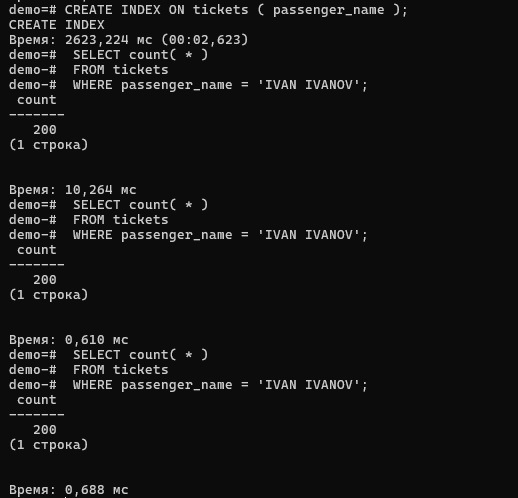 demo=# CREATE INDEX ON tickets ( passenger_name );
CREATE INDEX
Время: 2623,224 мс (00:02,623)
demo=#  SELECT count( * )
demo-#  FROM tickets
demo-#  WHERE passenger_name = 'IVAN IVANOV';
 count
-------
   200
(1 строка)


Время: 10,264 мс
demo=#  SELECT count( * )
demo-#  FROM tickets
demo-#  WHERE passenger_name = 'IVAN IVANOV';
 count
-------
   200
(1 строка)


Время: 0,610 мс
demo=#  SELECT count( * )
demo-#  FROM tickets
demo-#  WHERE passenger_name = 'IVAN IVANOV';
 count
-------
   200
(1 строка)


Время: 0,688 мс